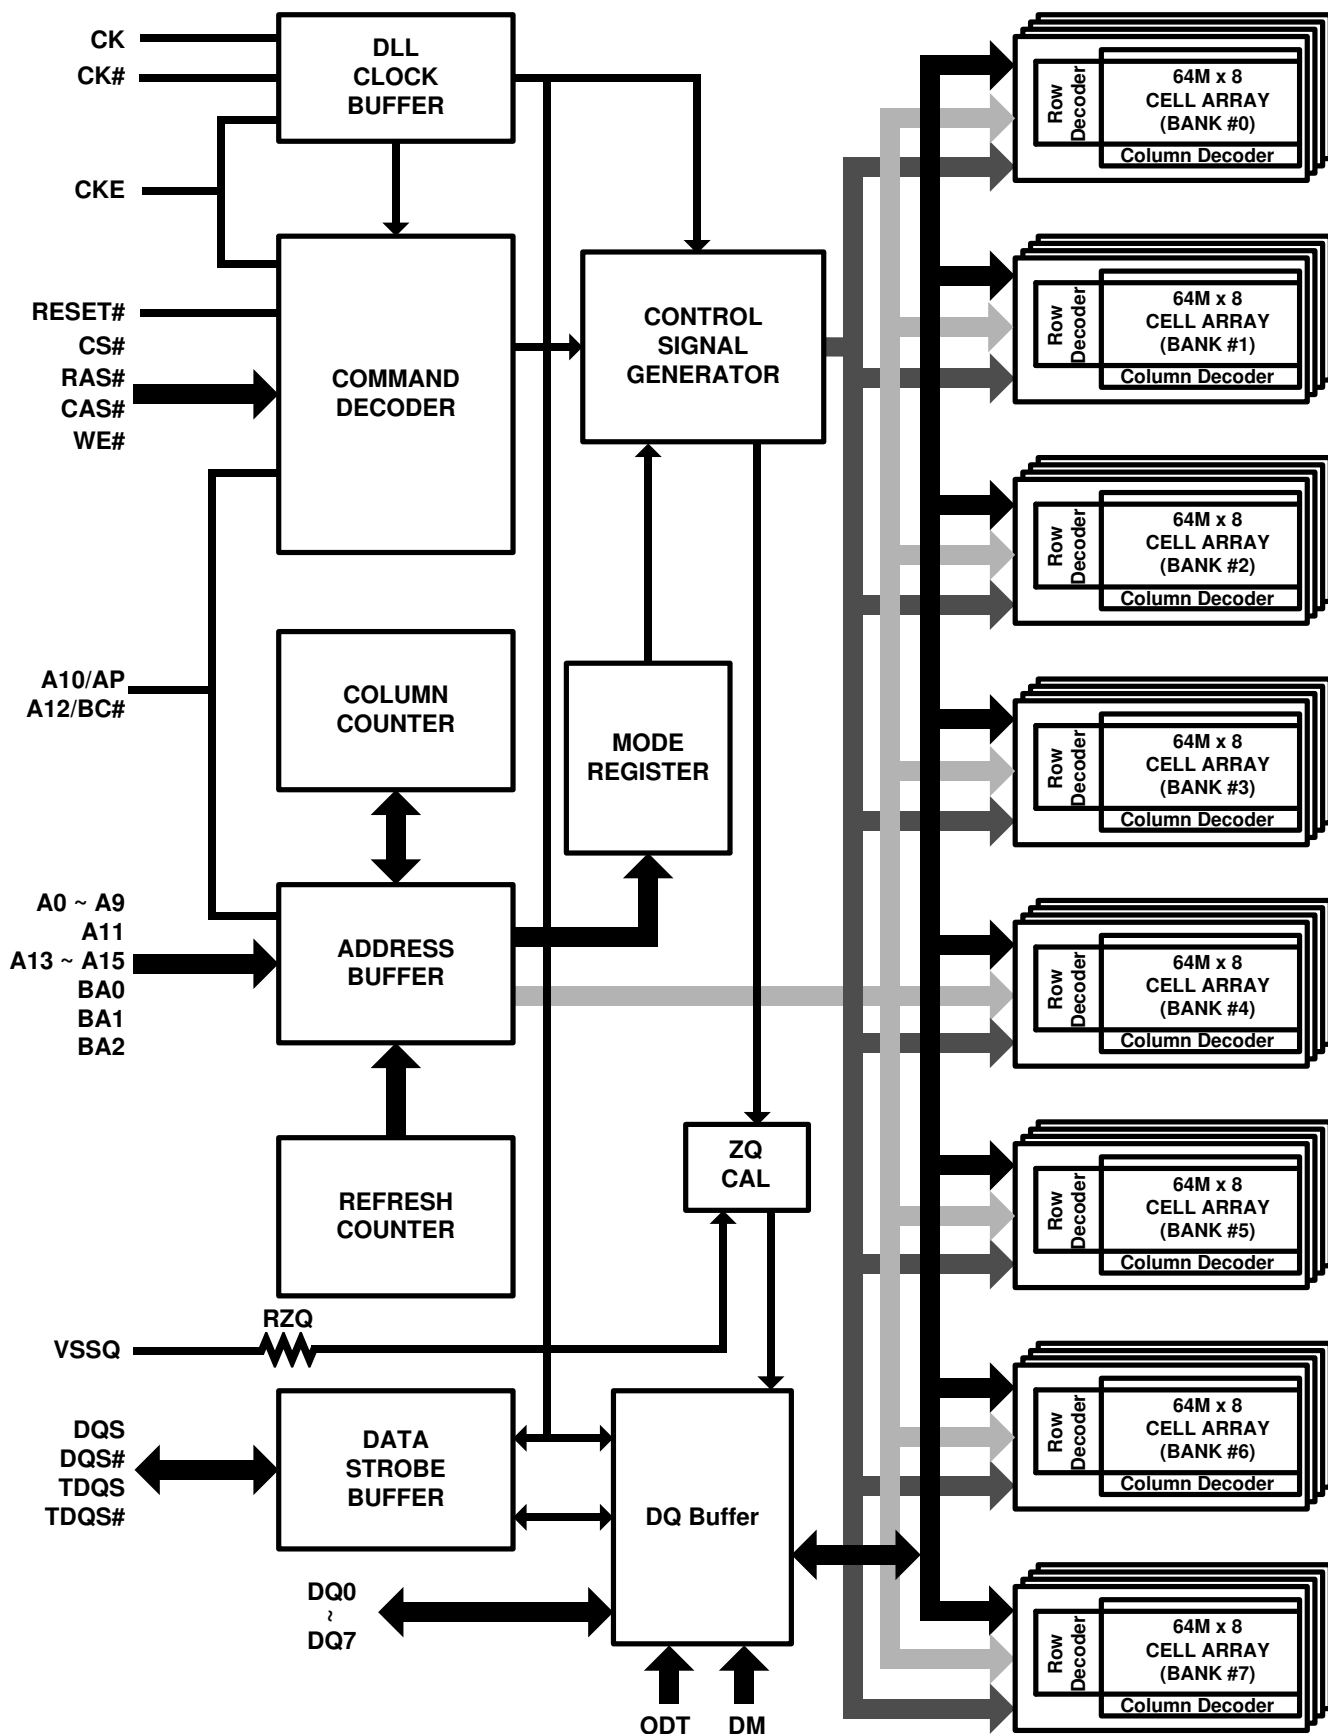 CK
CK#
CKE
RESET#
CS#
RAS#
CAS#
WE#
A10/AP
A12/BC#
A0 ~ A9
A11
A13 ~ A15
BA0
BA1
BA2
VSSQ
RZQ
DQS
DQS#
TDQS
TDQS#
DQ0
~
DQ7
DLL
CLOCK
BUFFER
COMMAND
DECODER
COLUMN
COUNTER
ADDRESS
BUFFER
REFRESH
COUNTER
DATA
STROBE
BUFFER
CONTROL
SIGNAL
GENERATOR
MODE
REGISTER
ZQ
CAL
DQ Buffer
ODT
DM
Row
Decoder
64M x 8
CELL ARRAY
(BANK #0)
Column Decoder
Row
Decoder
64M x 8
CELL ARRAY
(BANK #1)
Column Decoder
Row
Decoder
64M x 8
CELL ARRAY
(BANK #2)
Column Decoder
Row
Decoder
64M x 8
CELL ARRAY
(BANK #3)
Column Decoder
Row
Decoder
64M x 8
CELL ARRAY
(BANK #4)
Column Decoder
Row
Decoder
64M x 8
CELL ARRAY
(BANK #5)
Column Decoder
Row
Decoder
64M x 8
CELL ARRAY
(BANK #6)
Column Decoder
Row
Decoder
64M x 8
CELL ARRAY
(BANK #7)
Column Decoder